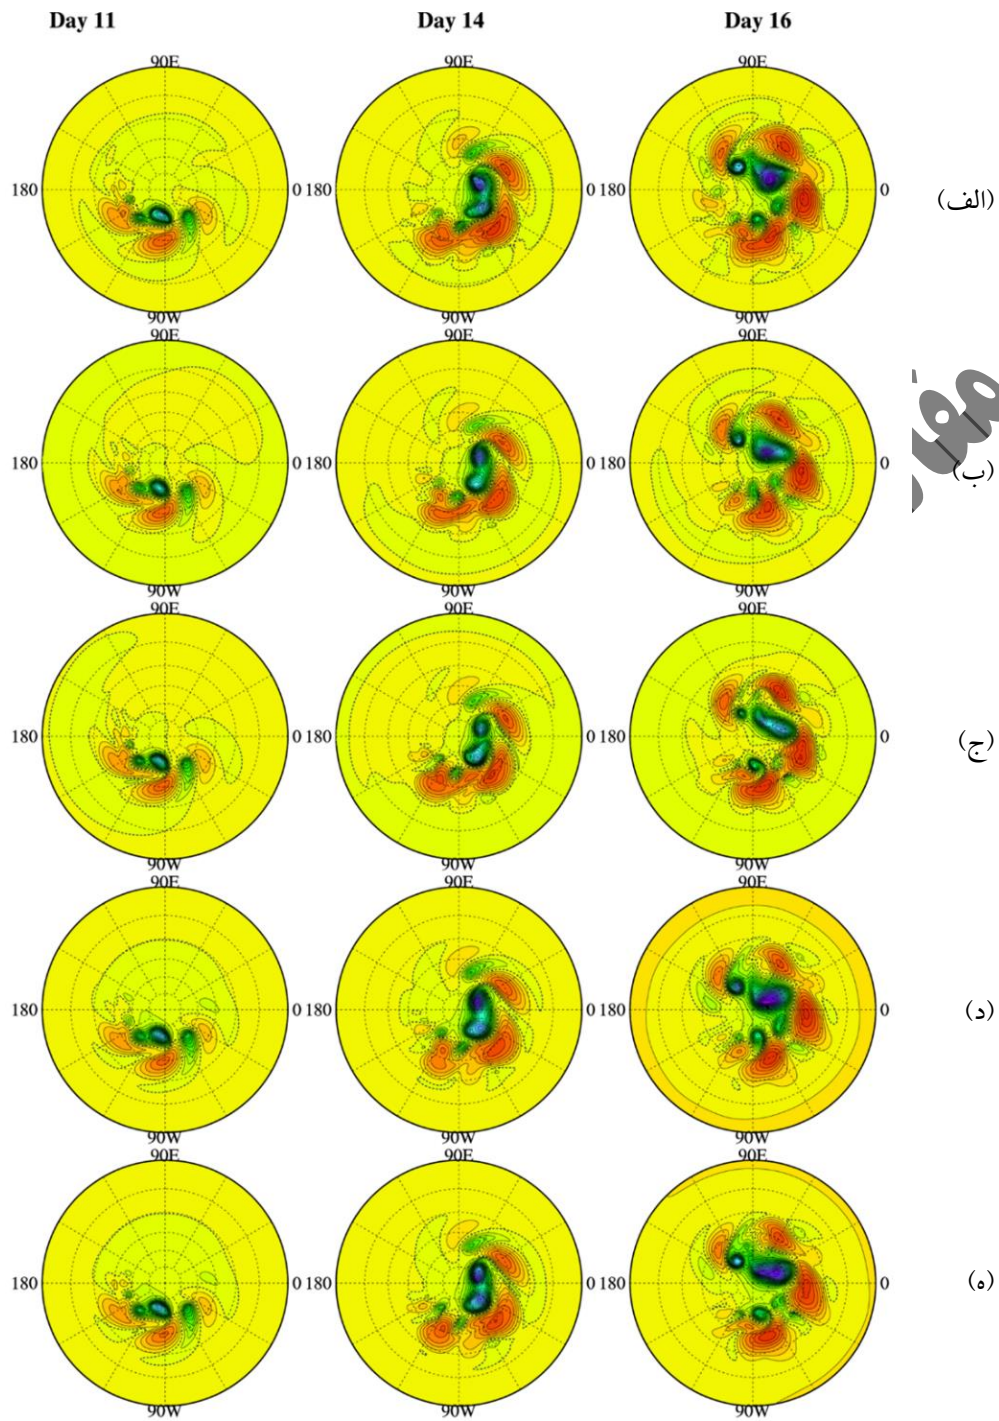 Day 11 Day 14 Day 16
90E 90E 90E
180 0 180 0 180 0 (الف)
90W 90W 90W
90E 90E 90E
180 0 180 0 180 0 (ب)
90W 90W 90W
90E 90E 90E
180 0 180 0 180 0 (ج)
90W 90W 90W
90E 90E 90E
180 0 180 0 180 0 (د)
90W 90W 90W
90E 90E 90E
180 0 180 0 180 0 (ه)
90W 90W 90W